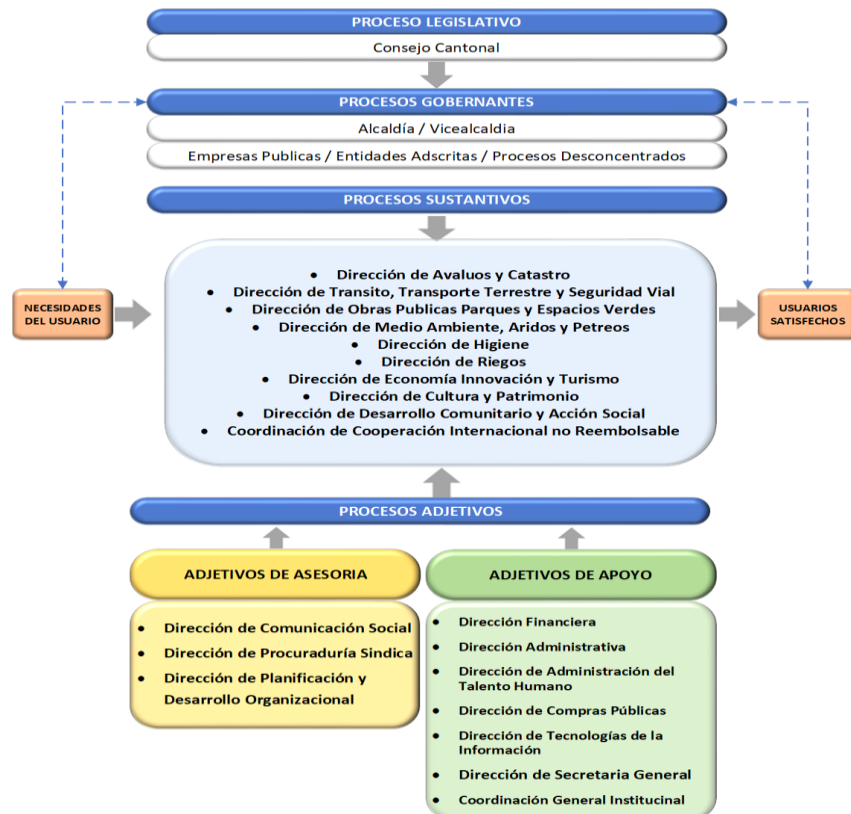 PROCESO LEGISLATIVO
Consejo Cantonal
PROCESOS GOBERNANTES
Alcaldía / Vicealcaldia
Empresas Publicas / Entidades Adscritas / Procesos Desconcentrados
PROCESOS SUSTANTIVOS
NECESIDADES
DEL USUARIO
• Dirección de Avaluos y Catastro
• Dirección de Transito, Transporte Terrestre y Seguridad Vial
• Dirección de Obras Publicas Parques y Espacios Verdes
• Dirección de Medio Ambiente, Aridos y Petreos
• Dirección de Higiene
• Dirección de Riegos
• Dirección de Economía Innovación y Turismo
• Dirección de Cultura y Patrimonio
• Dirección de Desarrollo Comunitario y Acción Social
• Coordinación de Cooperación Internacional no Reembolsable
USUARIOS
SATISFECHOS
PROCESOS ADJETIVOS
ADJETIVOS DE ASESORIA
• Dirección de Comunicación Social
• Dirección de Procuraduría Sindica
• Dirección de Planificación y
Desarrollo Organizacional
ADJETIVOS DE APOYO
• Dirección Financiera
• Dirección Administrativa
• Dirección de Administración del
Talento Humano
• Dirección de Compras Públicas
• Dirección de Tecnologías de la
Información
• Dirección de Secretaria General
• Coordinación General Institucinal